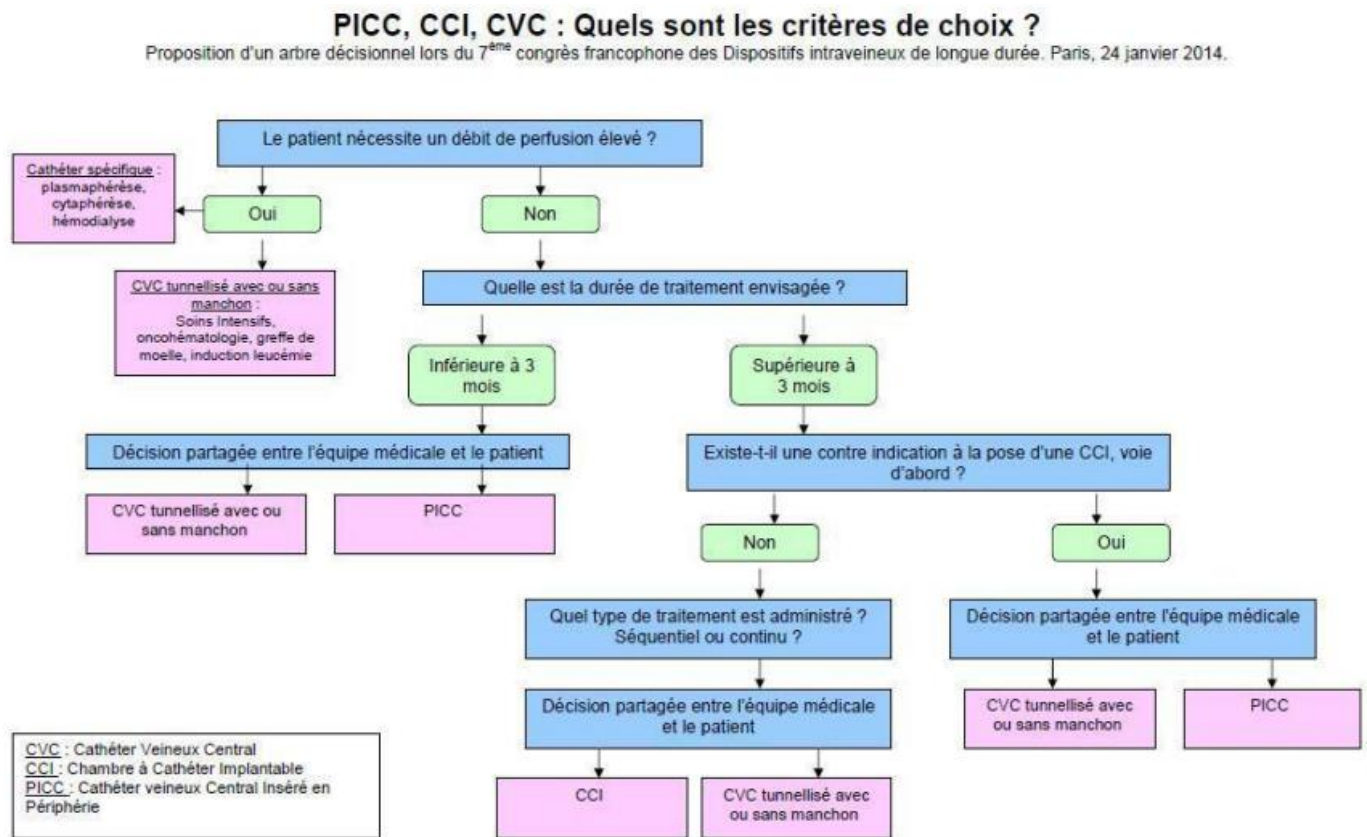 PICC, CCI, CVC : Quels sont les critères de choix ?
Proposition d'un arbre décisionnel lors du 7ème congrès francophone des Dispositifs intraveineux de longue durée. Paris, 24 janvier 2014.
Le patient nécessite un débit de perfusion élevé ?
Cathéter spécifique :
plasmaphérèse,
cytaphérèse,
hémodialyse
Oui
Non
CVC tunnellisé avec ou sans
manchon :
Soins Intensifs,
oncohématologie, greffe de
moelle, induction leucémie
Quelle est la durée de traitement envisagée ?
Inférieure à 3
mois
Supérieure à
3 mois
Décision partagée entre l'équipe médicale et le patient
Existe-t-il une contre indication à la pose d'une CCI, voie
d'abord ?
CVC tunnellisé avec ou
sans manchon
PICC
Non
Oui
Quel type de traitement est administré ?
Séquentiel ou continu ?
Décision partagée entre l'équipe médicale
et le patient
Décision partagée entre l'équipe médicale
et le patient
CVC tunnellisé avec
ou sans manchon
PICC
CCI
CVC tunnellisé avec
ou sans manchon
CVC : Cathéter Veineux Central
CCI : Chambre à Cathéter Implantable
PICC : Cathéter veineux Central Inséré en
Périphérie